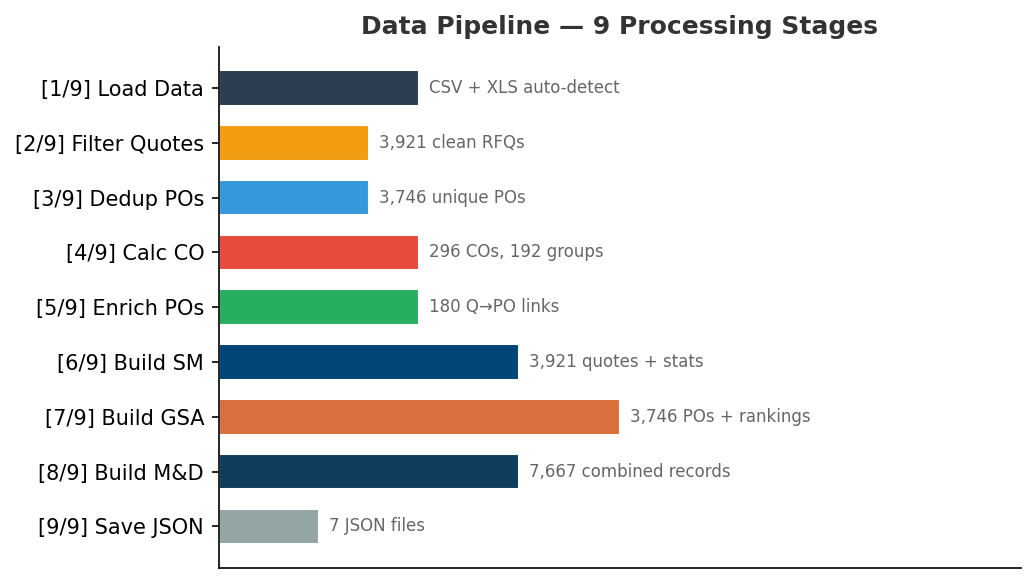 Data Pipeline — 9 Processing Stages
[1/9] Load Data CSV + XLS auto-detect
[2/9] Filter Quotes 3,921 clean RFQs
[3/9] Dedup POs 3,746 unique POs
[4/9] Calc CO 296 COs, 192 groups
[5/9] Enrich POs 180 Q→PO links
[6/9] Build SM 3,921 quotes + stats
[7/9] Build GSA 3,746 POs + rankings
[8/9] Build M&D 7,667 combined records
[9/9] Save JSON 7 JSON files